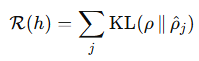 ℛ(h) = ∑_j KL(ρ ∥ ρ̂_j)